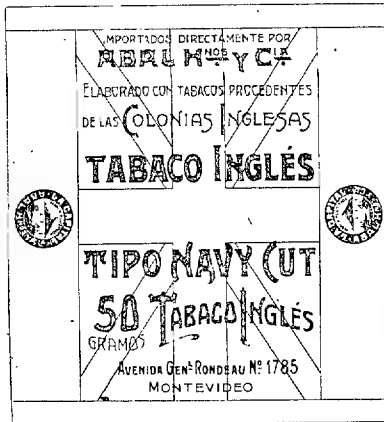 IMPORTADOS DIRECTAMENTE POR
ABAL HNOS Y CIA
ELABORADO CON TABACOS PROCEDENTES
DE LAS COLONIAS INGLESAS
TABACO INGLÉS
TIPO NAVY CUT
50 TABACO INGLÉS
GRAMOS
AVENIDA GENL RONDEAU Nº 1785
MONTEVIDEO